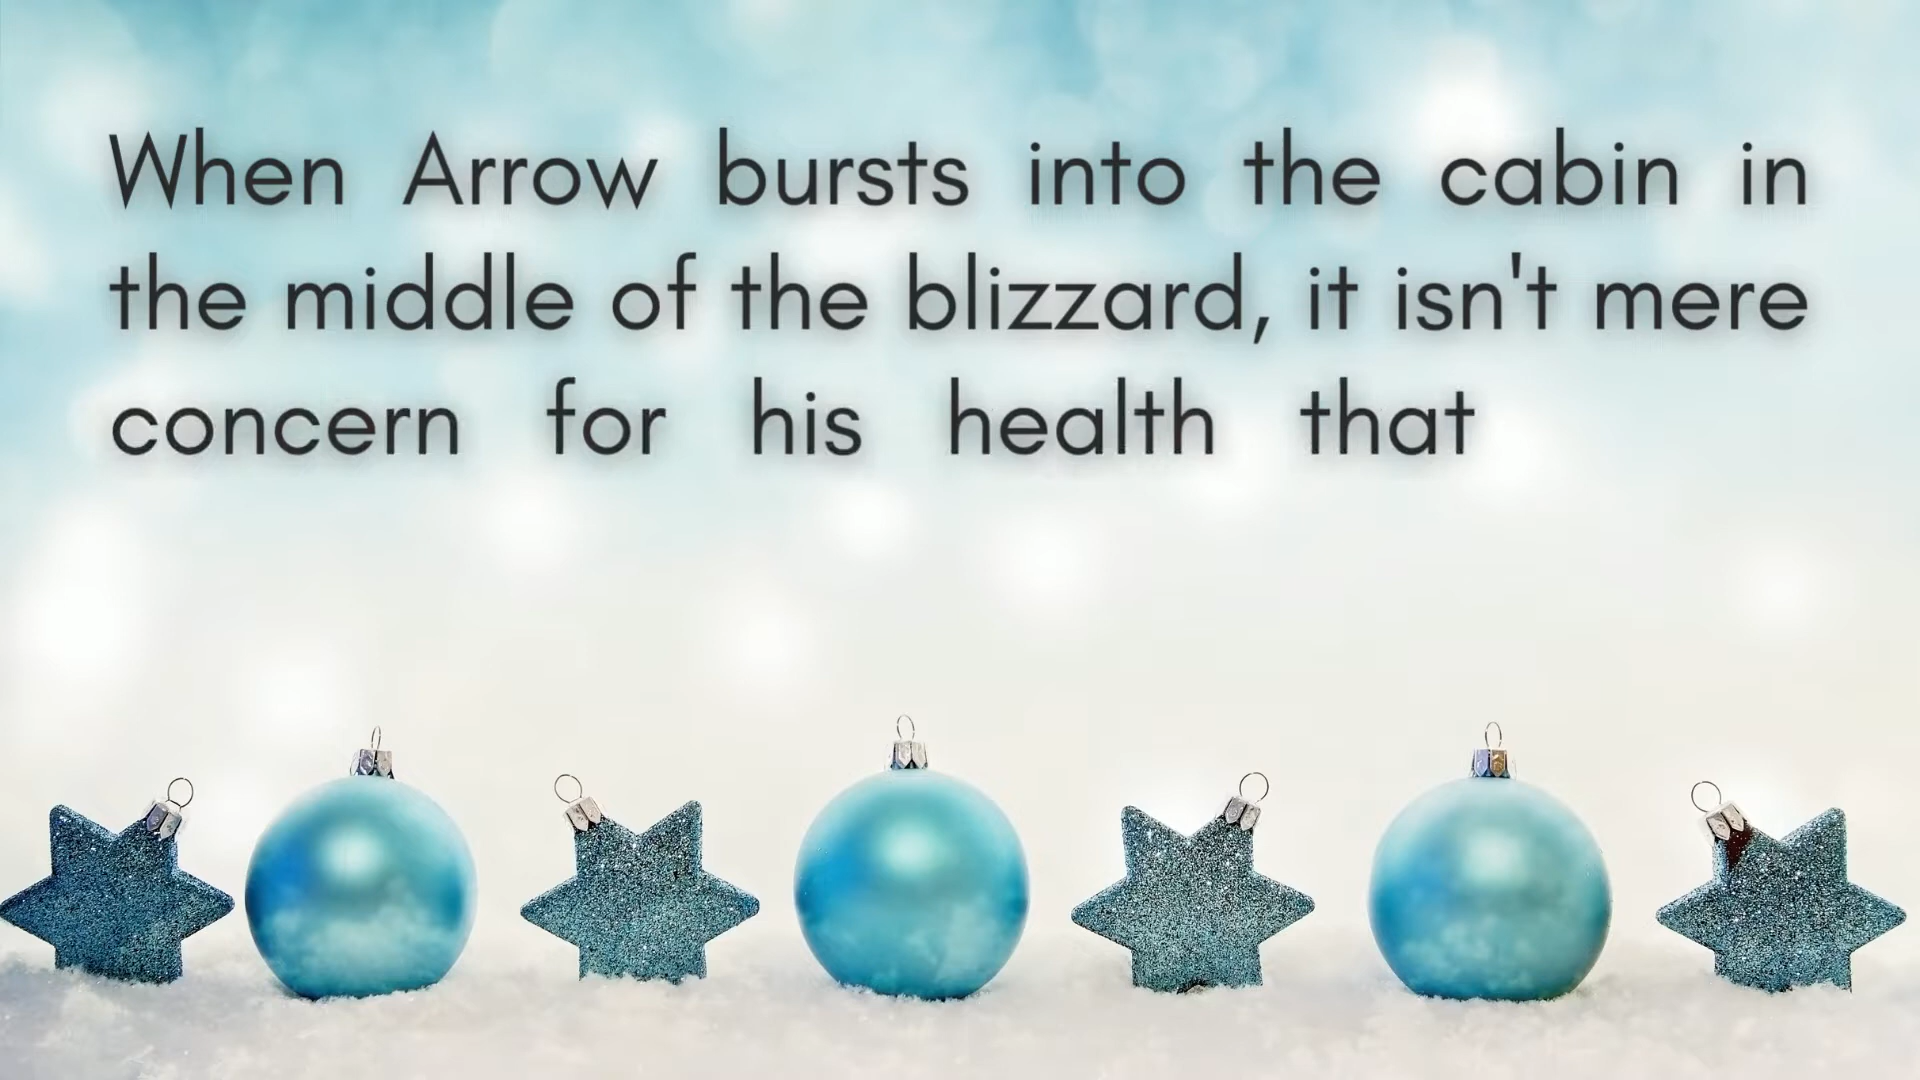 When Arrow bursts into the cabin in
the middle of the blizzard, it isn't mere
concern for his health that